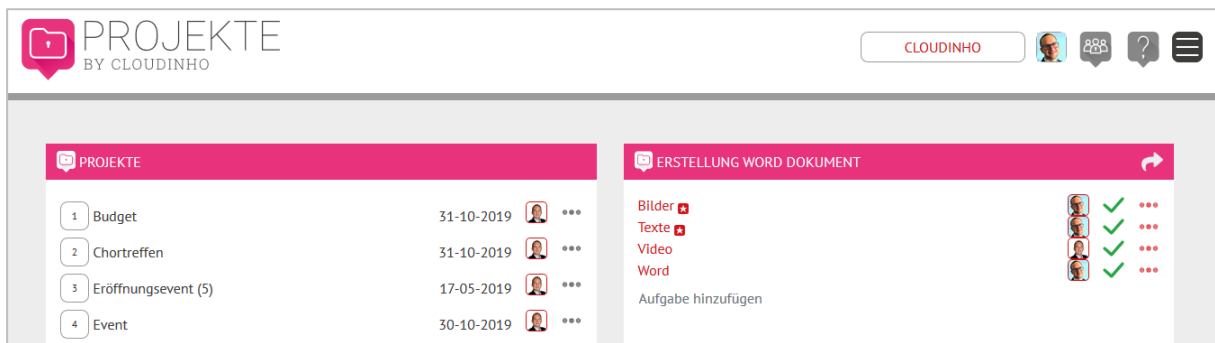 PROJEKTE
BY CLOUDINHO
CLOUDINHO
PROJEKTE
1 Budget 31-10-2019
2 Chortreffen 31-10-2019
3 Eröffnungsevent (5) 17-05-2019
4 Event 30-10-2019
ERSTELLUNG WORD DOKUMENT
Bilder
Texte
Video
Word
Aufgabe hinzufügen